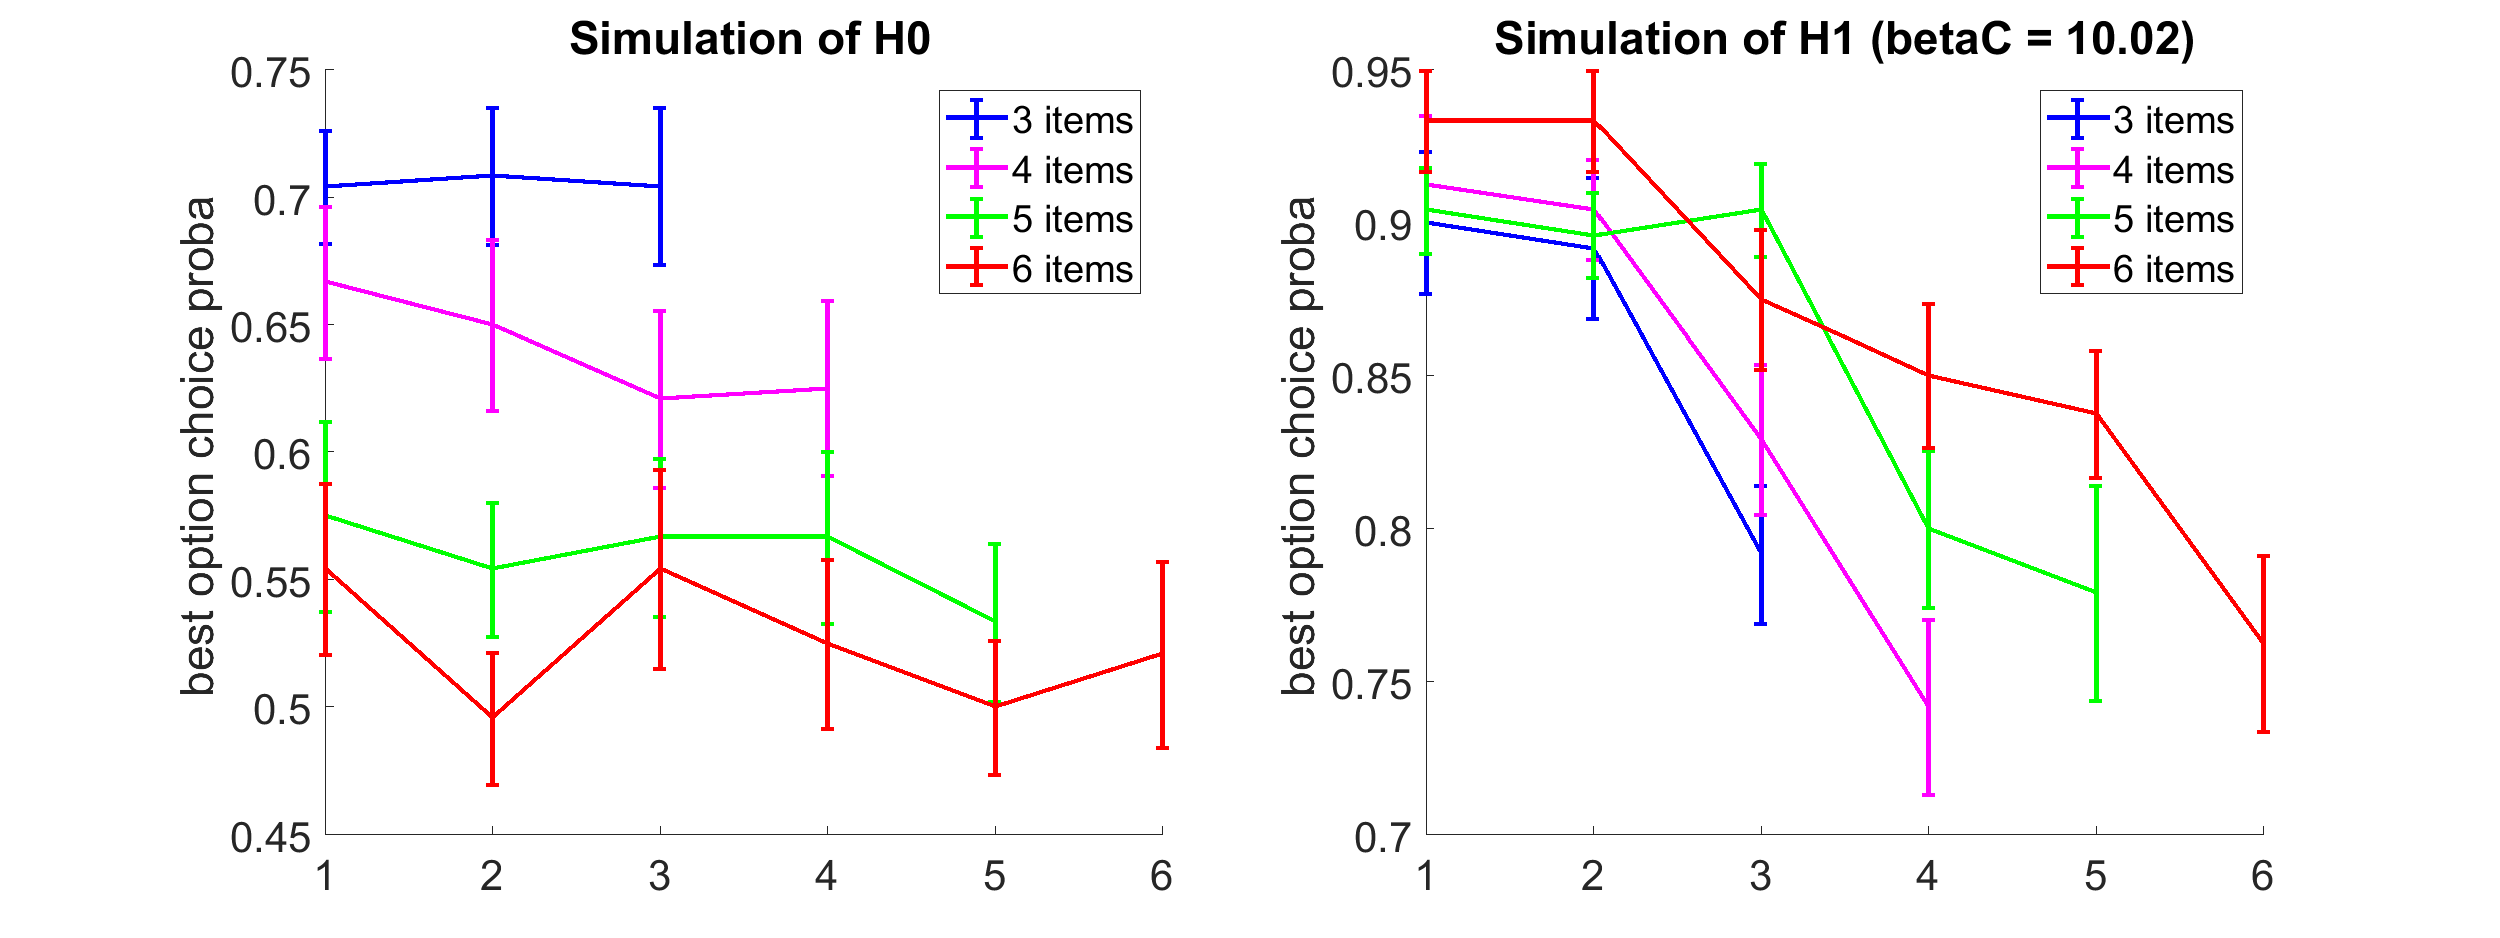 Simulation of H0
0.75
0.7
0.65
0.6
0.55
0.5
0.45
best option choice proba
1 2 3 4 5 6
3 items
4 items
5 items
6 items
Simulation of H1 (betaC = 10.02)
0.95
0.9
0.85
0.8
0.75
0.7
best option choice proba
1 2 3 4 5 6
3 items
4 items
5 items
6 items